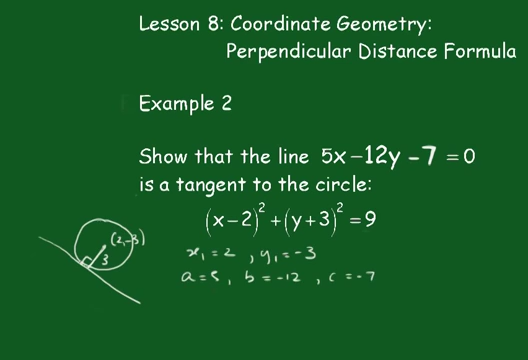 Lesson 8: Coordinate Geometry:
Perpendicular Distance Formula
Example 2
Show that the line 5x – 12y – 7 = 0
is a tangent to the circle:
(x – 2)² + (y + 3)² = 9
(2, -3)
3
x₁ = 2 , y₁ = -3
a = 5 , b = -12 , c = -7